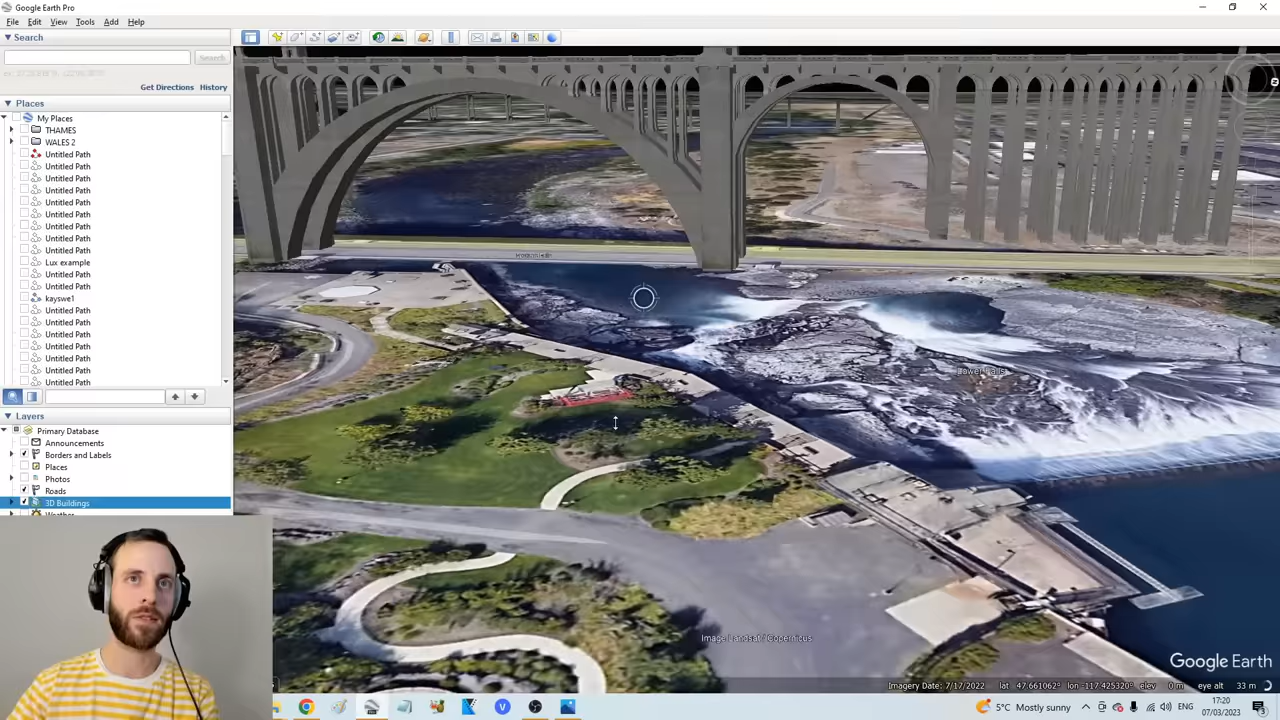 Google Earth Pro
File Edit View Tools Add Help
Search
Search
Get Directions History
Places
My Places
THAMES
WALES 2
Untitled Path
Untitled Path
Untitled Path
Untitled Path
Untitled Path
Untitled Path
Untitled Path
Untitled Path
Untitled Path
Lux example
Untitled Path
Untitled Path
kayswe1
Untitled Path
Untitled Path
Untitled Path
Untitled Path
Untitled Path
Untitled Path
Untitled Path
Layers
Primary Database
Announcements
Borders and Labels
Places
Photos
Roads
3D Buildings
Weather
Lower Falls
Image Landsat / Copernicus
Google Earth
Imagery Date: 7/17/2022 lat 47.661062° lon -117.425320° elev 0 m eye alt 33 m
5°C Mostly sunny
ENG
17:20
07/03/2023